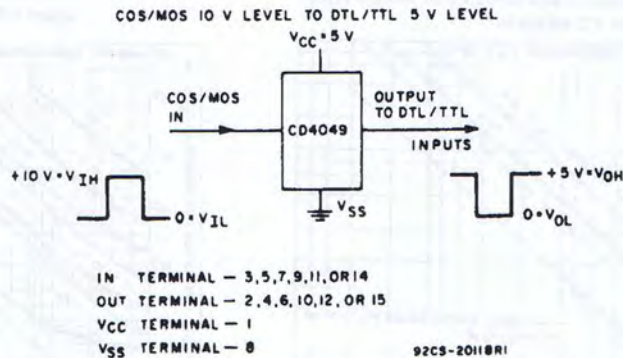 COS/MOS 10 V LEVEL TO DTL/TTL 5 V LEVEL
VCC = 5 V
COS/MOS
IN
CD4049
OUTPUT
TO DTL/TTL
INPUTS
+10 V = VIH
0 = VIL
VSS
+5 V = VOH
0 = VOL
IN TERMINAL – 3,5,7,9,11, OR 14
OUT TERMINAL – 2,4,6,10,12, OR 15
VCC TERMINAL – 1
VSS TERMINAL – 8
92CS-20118R1